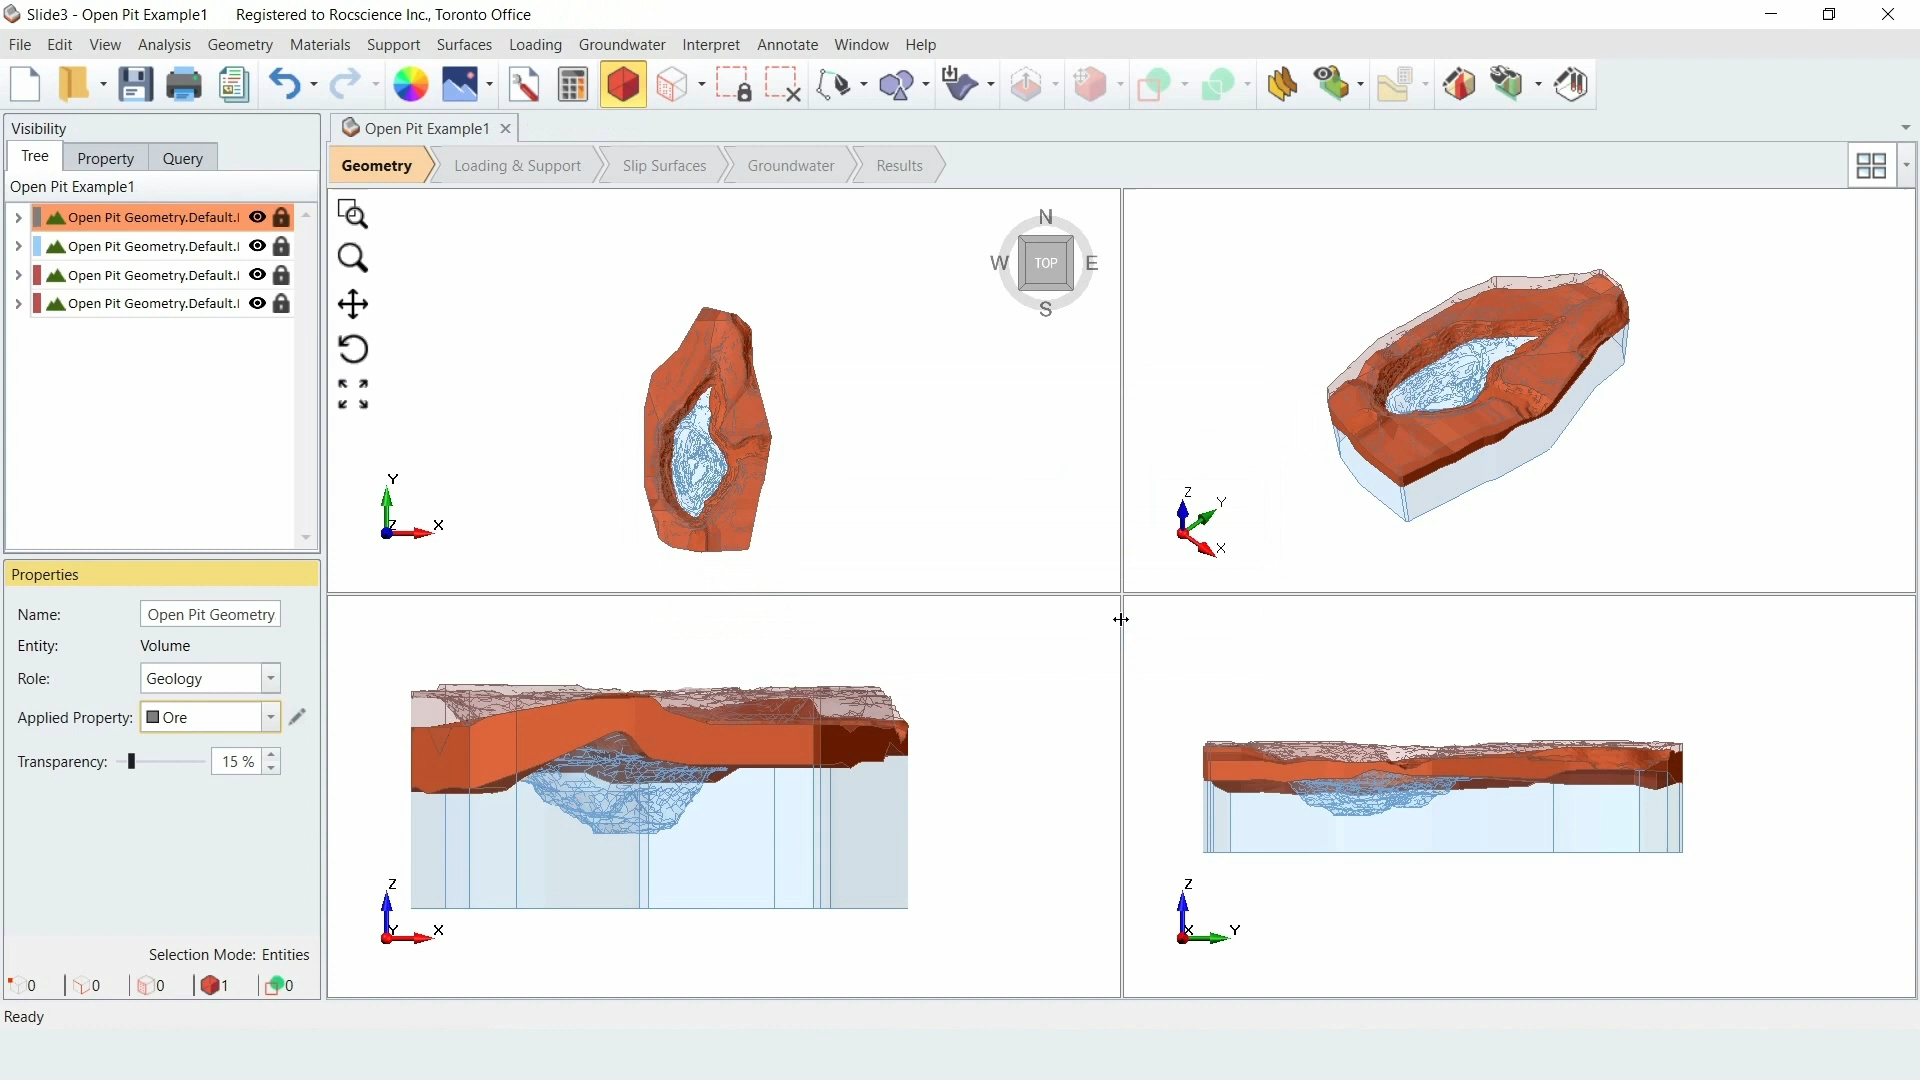 Slide3 - Open Pit Example1 Registered to Rocscience Inc., Toronto Office
File Edit View Analysis Geometry Materials Support Surfaces Loading Groundwater Interpret Annotate Window Help
Visibility
Tree Property Query
Open Pit Example1
Open Pit Geometry.Default.
Open Pit Geometry.Default.
Open Pit Geometry.Default.
Open Pit Geometry.Default.
Properties
Name: Open Pit Geometry
Entity: Volume
Role: Geology
Applied Property: Ore
Transparency: 15 %
Selection Mode: Entities
0 0 0 1 0
Ready
Open Pit Example1
Geometry Loading & Support Slip Surfaces Groundwater Results
N
W TOP E
S
Y
Z X
Z
Y
X
Z
Y X
Z
X Y